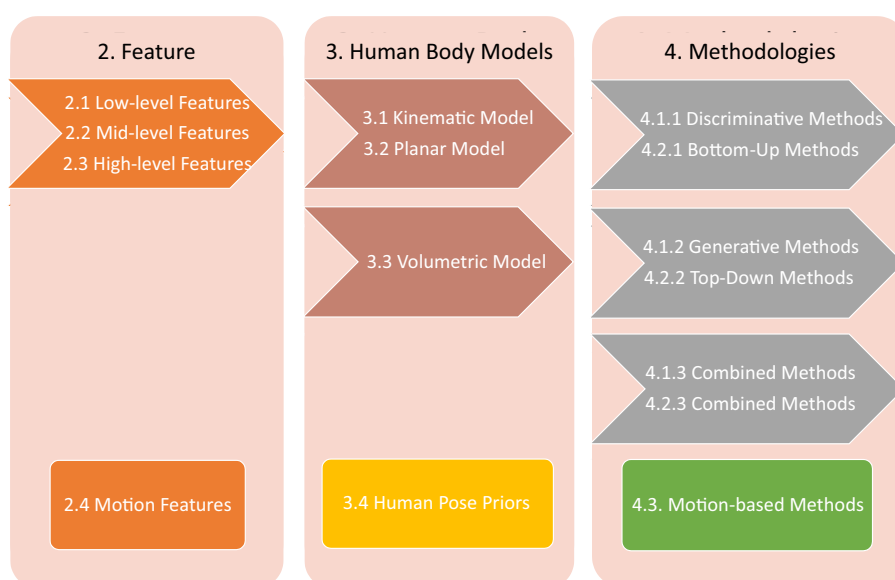 2. Feature
2.1 Low-level Features
2.2 Mid-level Features
2.3 High-level Features
2.4 Motion Features
3. Human Body Models
3.1 Kinematic Model
3.2 Planar Model
3.3 Volumetric Model
3.4 Human Pose Priors
4. Methodologies
4.1.1 Discriminative Methods
4.2.1 Bottom-Up Methods
4.1.2 Generative Methods
4.2.2 Top-Down Methods
4.1.3 Combined Methods
4.2.3 Combined Methods
4.3. Motion-based Methods